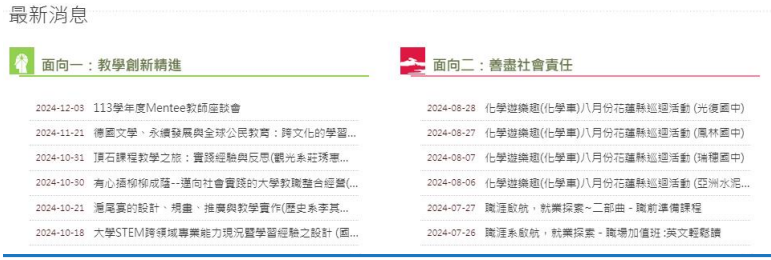 最新消息
面向一：教學創新精進
2024-12-03 113學年度Mentee教師座談會
2024-11-21 德國文學、永續發展與全球公民教育：跨文化的學習...
2024-10-31 頂石課程教學之旅：實踐經驗與反思(觀光系莊琇惠...
2024-10-30 有心插柳柳成蔭--邁向社會實踐的大學教職整合經營(...
2024-10-21 滬尾宴的設計、規畫、推廣與教學實作(歷史系李其...
2024-10-18 大學STEM跨領域專業能力現況暨學習經驗之設計 (國...
面向二：善盡社會責任
2024-08-28 化學遊樂趣(化學車)八月份花蓮縣巡迴活動 (光復國中)
2024-08-27 化學遊樂趣(化學車)八月份花蓮縣巡迴活動 (鳳林國中)
2024-08-07 化學遊樂趣(化學車)八月份花蓮縣巡迴活動 (瑞穗國中)
2024-08-06 化學遊樂趣(化學車)八月份花蓮縣巡迴活動 (亞洲水泥...
2024-07-27 職涯啟航，就業探索~二部曲 - 職前準備課程
2024-07-26 職涯系啟航，就業探索 - 職場加值班 :英文輕鬆讀